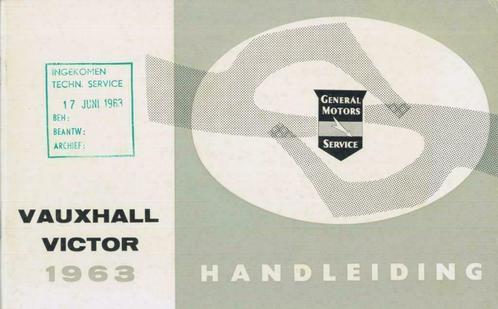 INGEKOMEN
TECHN. SERVICE
17 JUNI 1963
BEH:
BEANTW:
ARCHIEF:
GENERAL
MOTORS
SERVICE
VAUXHALL
VICTOR
1963
HANDLEIDING